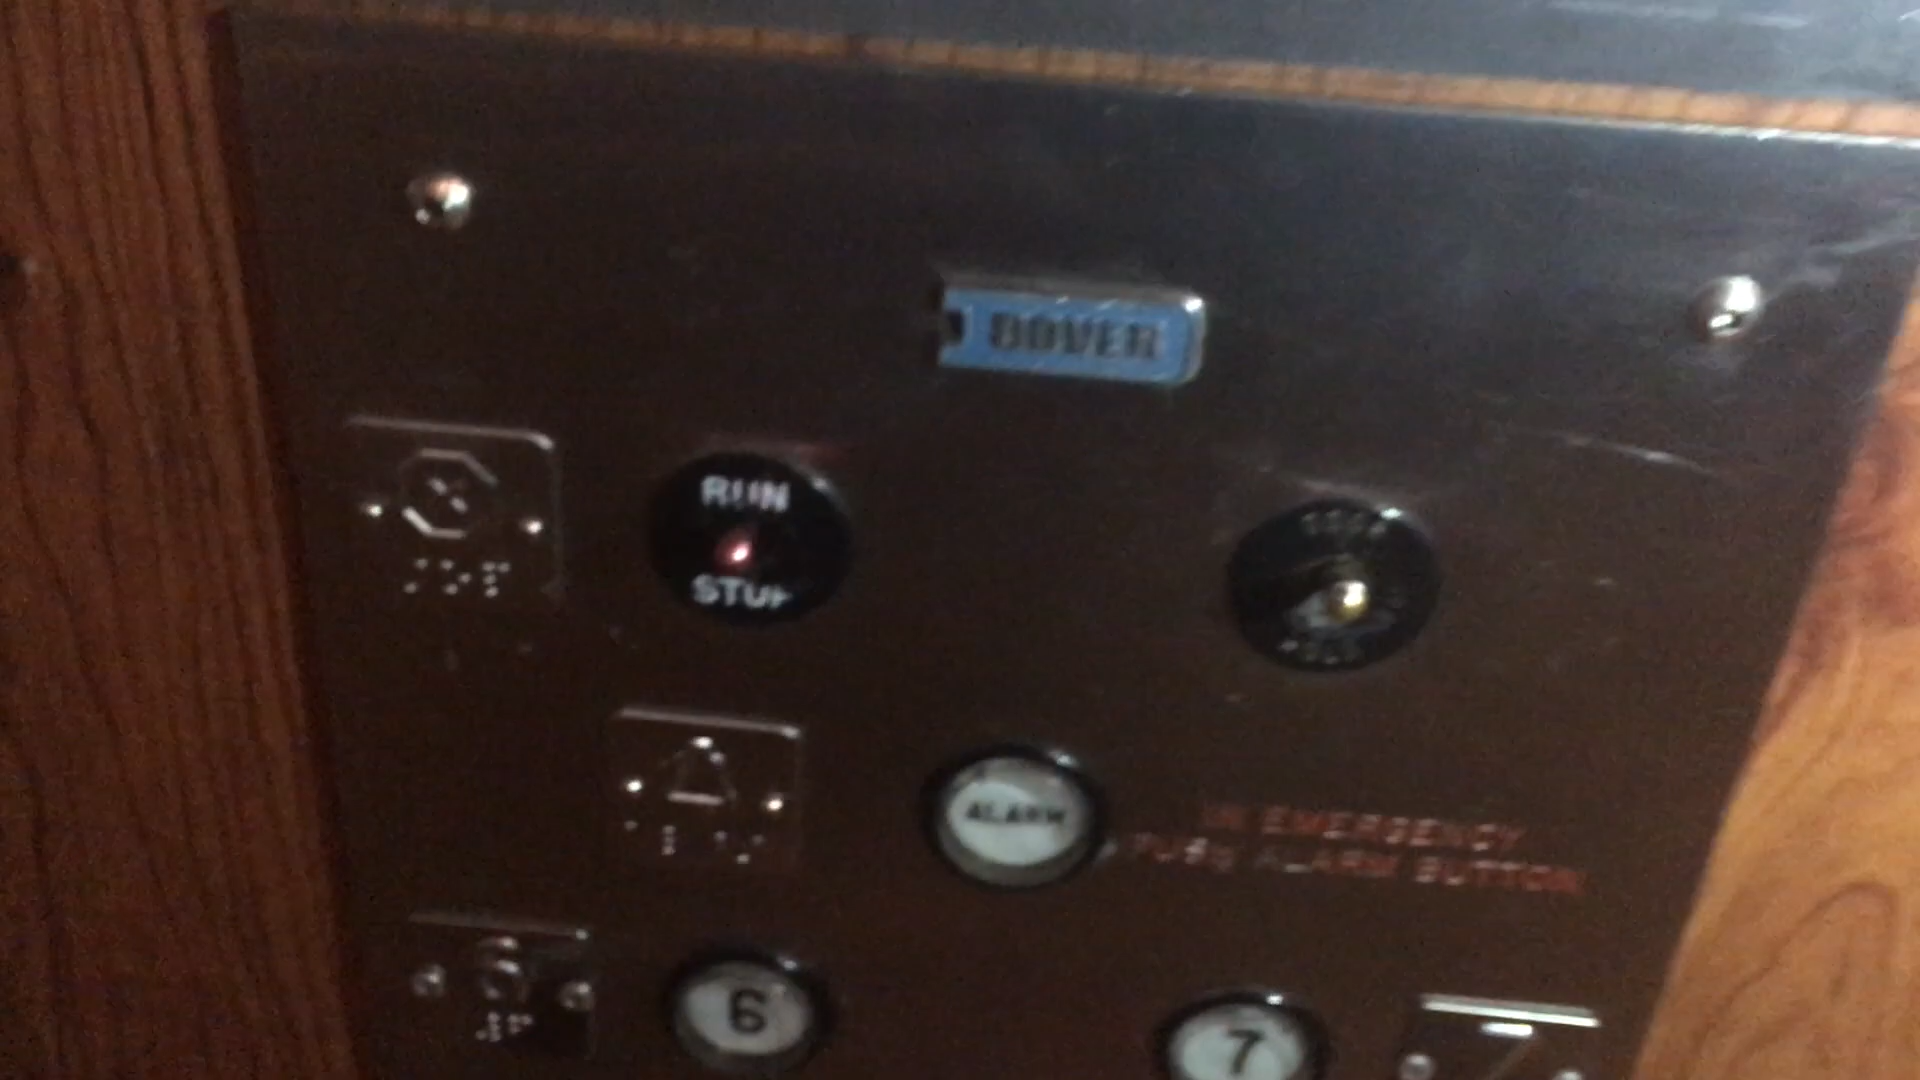 DOVER
RUN
STOP
ALARM
IN EMERGENCY
PUSH ALARM BUTTON
6
7